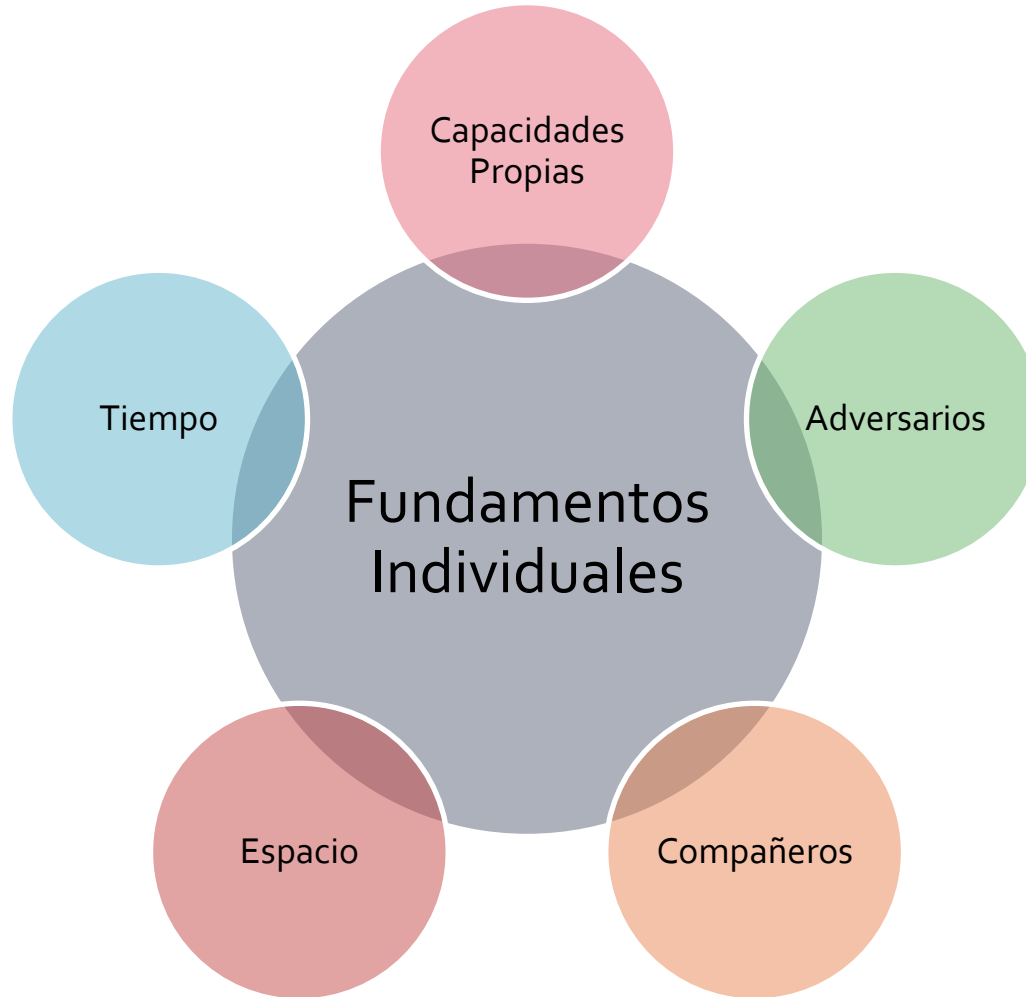 Capacidades
Propias
Tiempo
Adversarios
Fundamentos
Individuales
Espacio
Compañeros